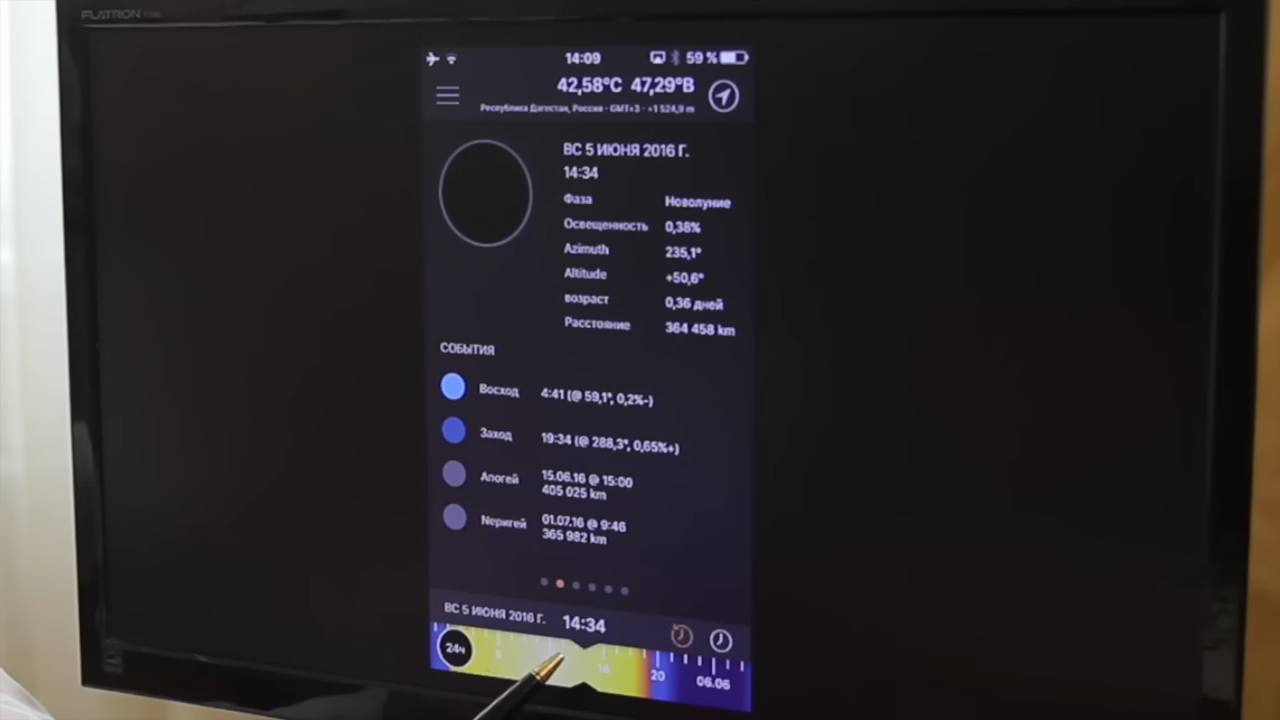 FLATRON
14:09
59 %
42,58°С 47,29°В
Республика Дагестан, Россия - GMT+3 - +1 524,9 m
ВС 5 ИЮНЯ 2016 Г.
14:34
Фаза Новолуние
Освещенность 0,38%
Azimuth 235,1°
Altitude +50,6°
возраст 0,36 дней
Расстояние 364 458 km
СОБЫТИЯ
Восход 4:41 (@ 59,1°, 0,2%-)
Заход 19:34 (@ 288,3°, 0,65%+)
Апогей 15.06.16 @ 15:00
405 025 km
Перигей 01.07.16 @ 9:46
365 982 km
ВС 5 ИЮНЯ 2016 Г. 14:34
24ч 16 20 06.06